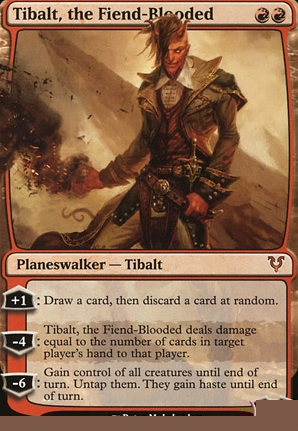 Tibalt, the Fiend-Blooded
Planeswalker — Tibalt
+1: Draw a card, then discard a card at random.
-4: Tibalt, the Fiend-Blooded deals damage
equal to the number of cards in target
player's hand to that player.
-6: Gain control of all creatures until end of
turn. Untap them. They gain haste until end
of turn.